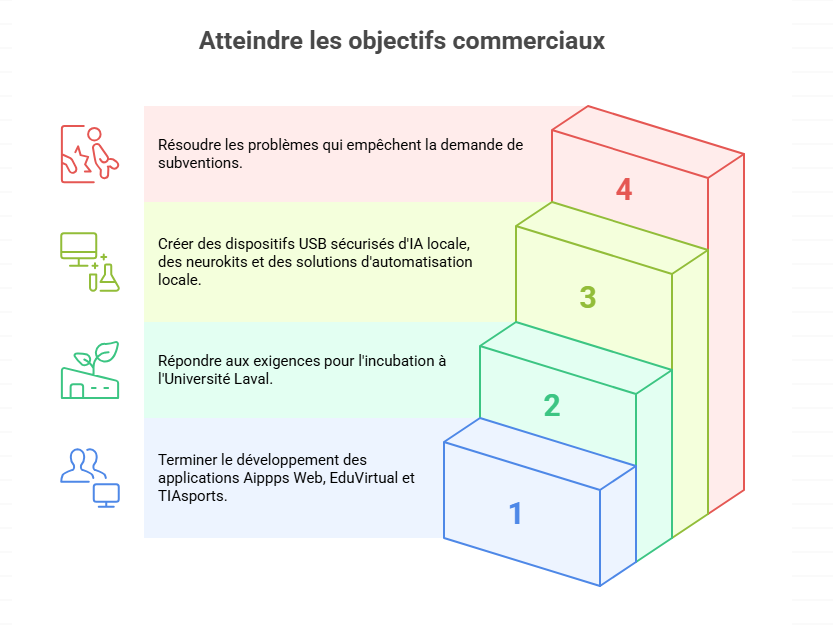 Atteindre les objectifs commerciaux
Résoudre les problèmes qui empêchent la demande de
subventions.
4
Créer des dispositifs USB sécurisés d'IA locale,
des neurokits et des solutions d'automatisation
locale.
3
Répondre aux exigences pour l'incubation à
l'Université Laval.
2
Terminer le développement des
applications Aippps Web, EduVirtual et
TIAsports.
1